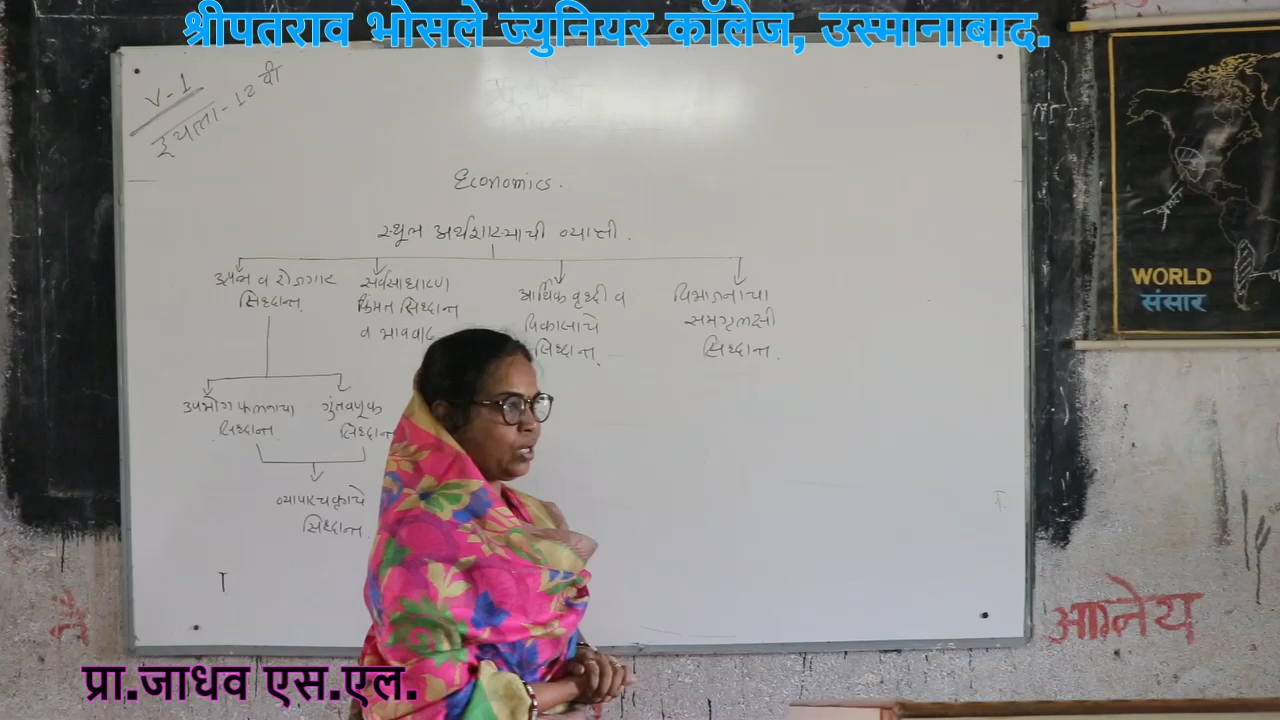 श्रीपतराव भोसले ज्युनियर कॉलेज, उस्मानाबाद.
V-1
इयत्ता-12 वी
Economics.
स्थूल अर्थशास्त्राची व्याप्ती.
उत्पन्न व रोजगार
सिध्दान्त.
सर्वसाधारण
किंमत सिध्दान्त
व भाववाढ
आर्थिक वृध्दी व
विकासाचे
सिध्दान्त.
विभाजनाचा
समग्रलक्षी
सिध्दान्त.
उपभोग फलनाचा
सिध्दान्त.
गुंतवणूक
सिध्दान्त
व्यापारचक्राचे
सिध्दान्त.
WORLD
संसार
आग्नेय
प्रा.जाधव एस.एल.